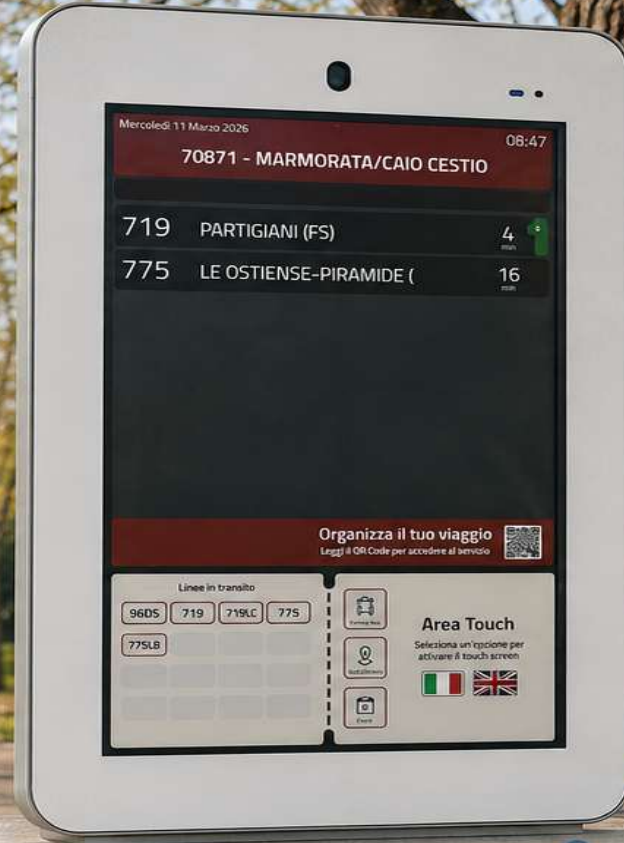 Mercoledì 11 Marzo 2026
08:47
70871 - MARMORATA/CAIO CESTIO
719 PARTIGIANI (FS) 4 min
775 LE OSTIENSE-PIRAMIDE ( 16 min
Organizza il tuo viaggio
Leggi il QR Code per accedere al servizio
Linee in transito
96DS 719 719LC 775
775LB
Area Touch
Seleziona un'opzione per
attivare il touch screen